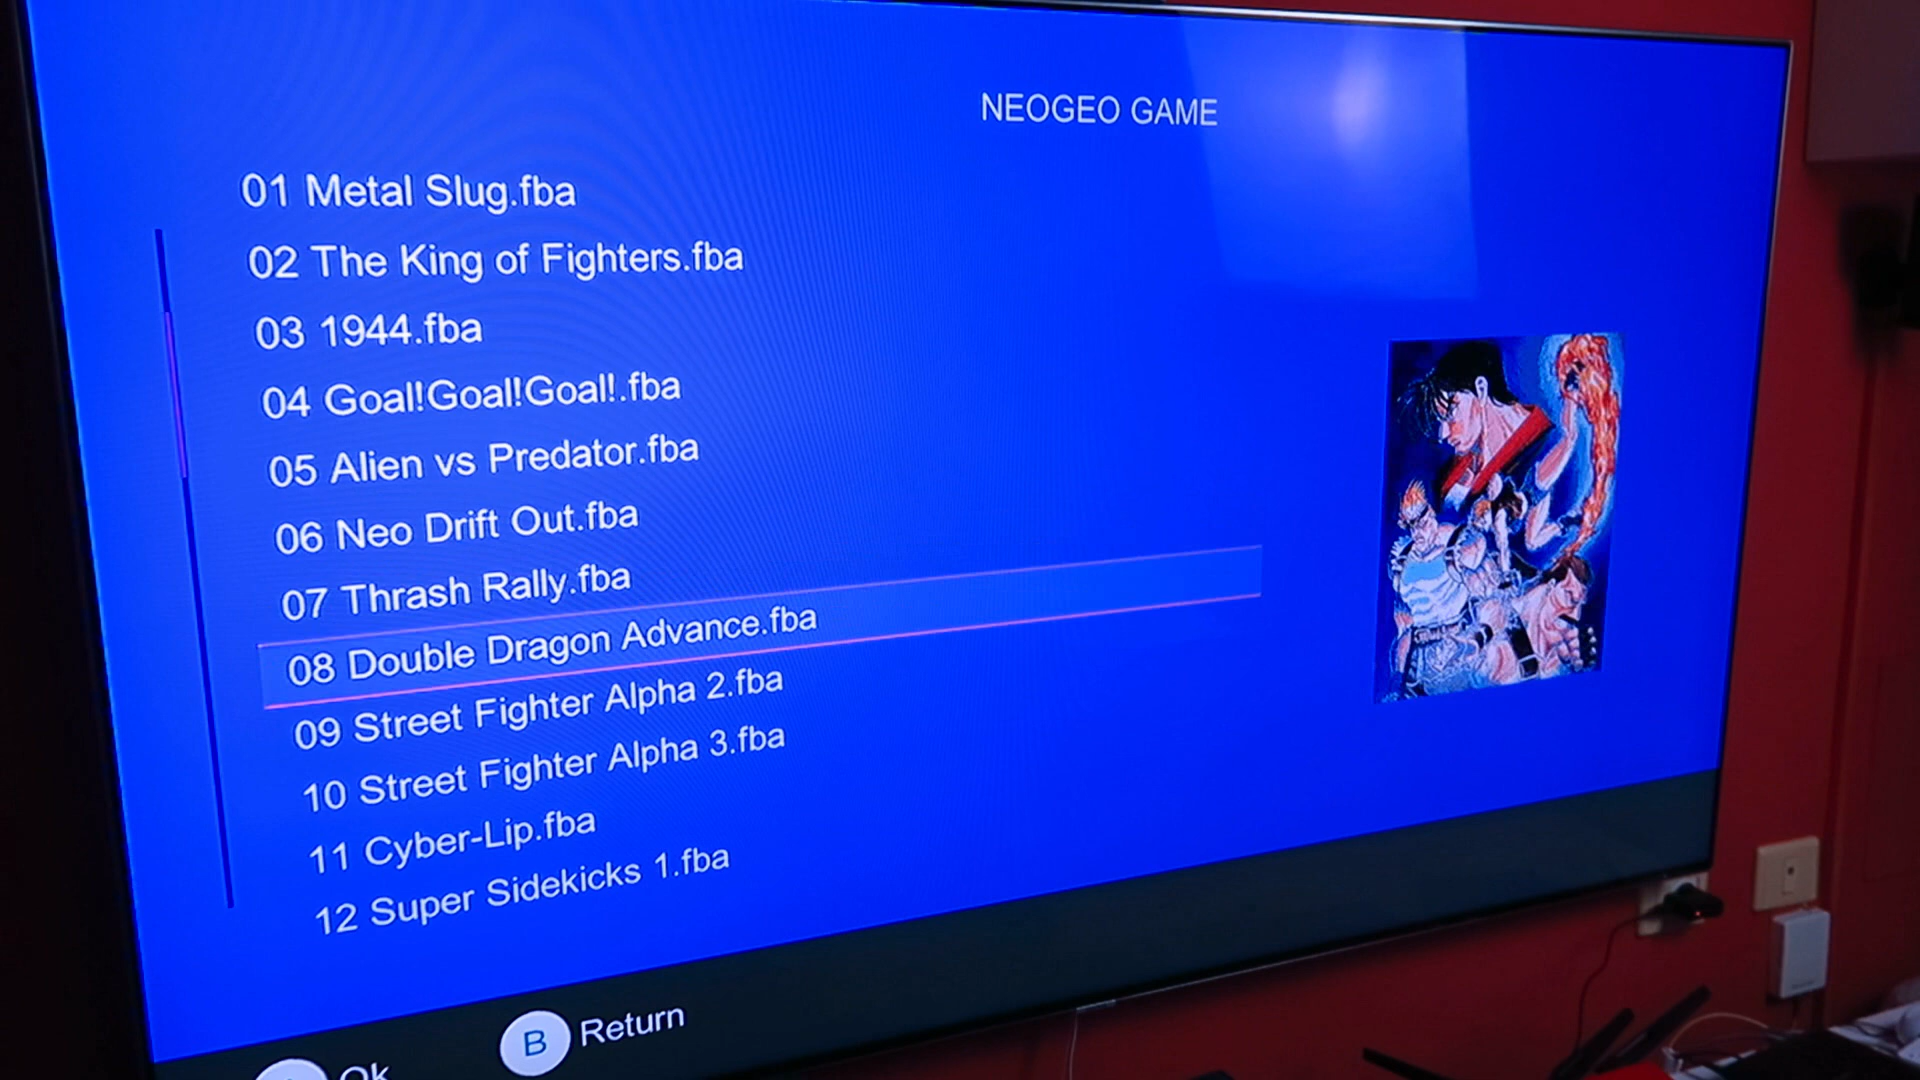 NEOGEO GAME
01 Metal Slug.fba
02 The King of Fighters.fba
03 1944.fba
04 Goal!Goal!Goal!.fba
05 Alien vs Predator.fba
06 Neo Drift Out.fba
07 Thrash Rally.fba
08 Double Dragon Advance.fba
09 Street Fighter Alpha 2.fba
10 Street Fighter Alpha 3.fba
11 Cyber-Lip.fba
12 Super Sidekicks 1.fba
Ok
B Return